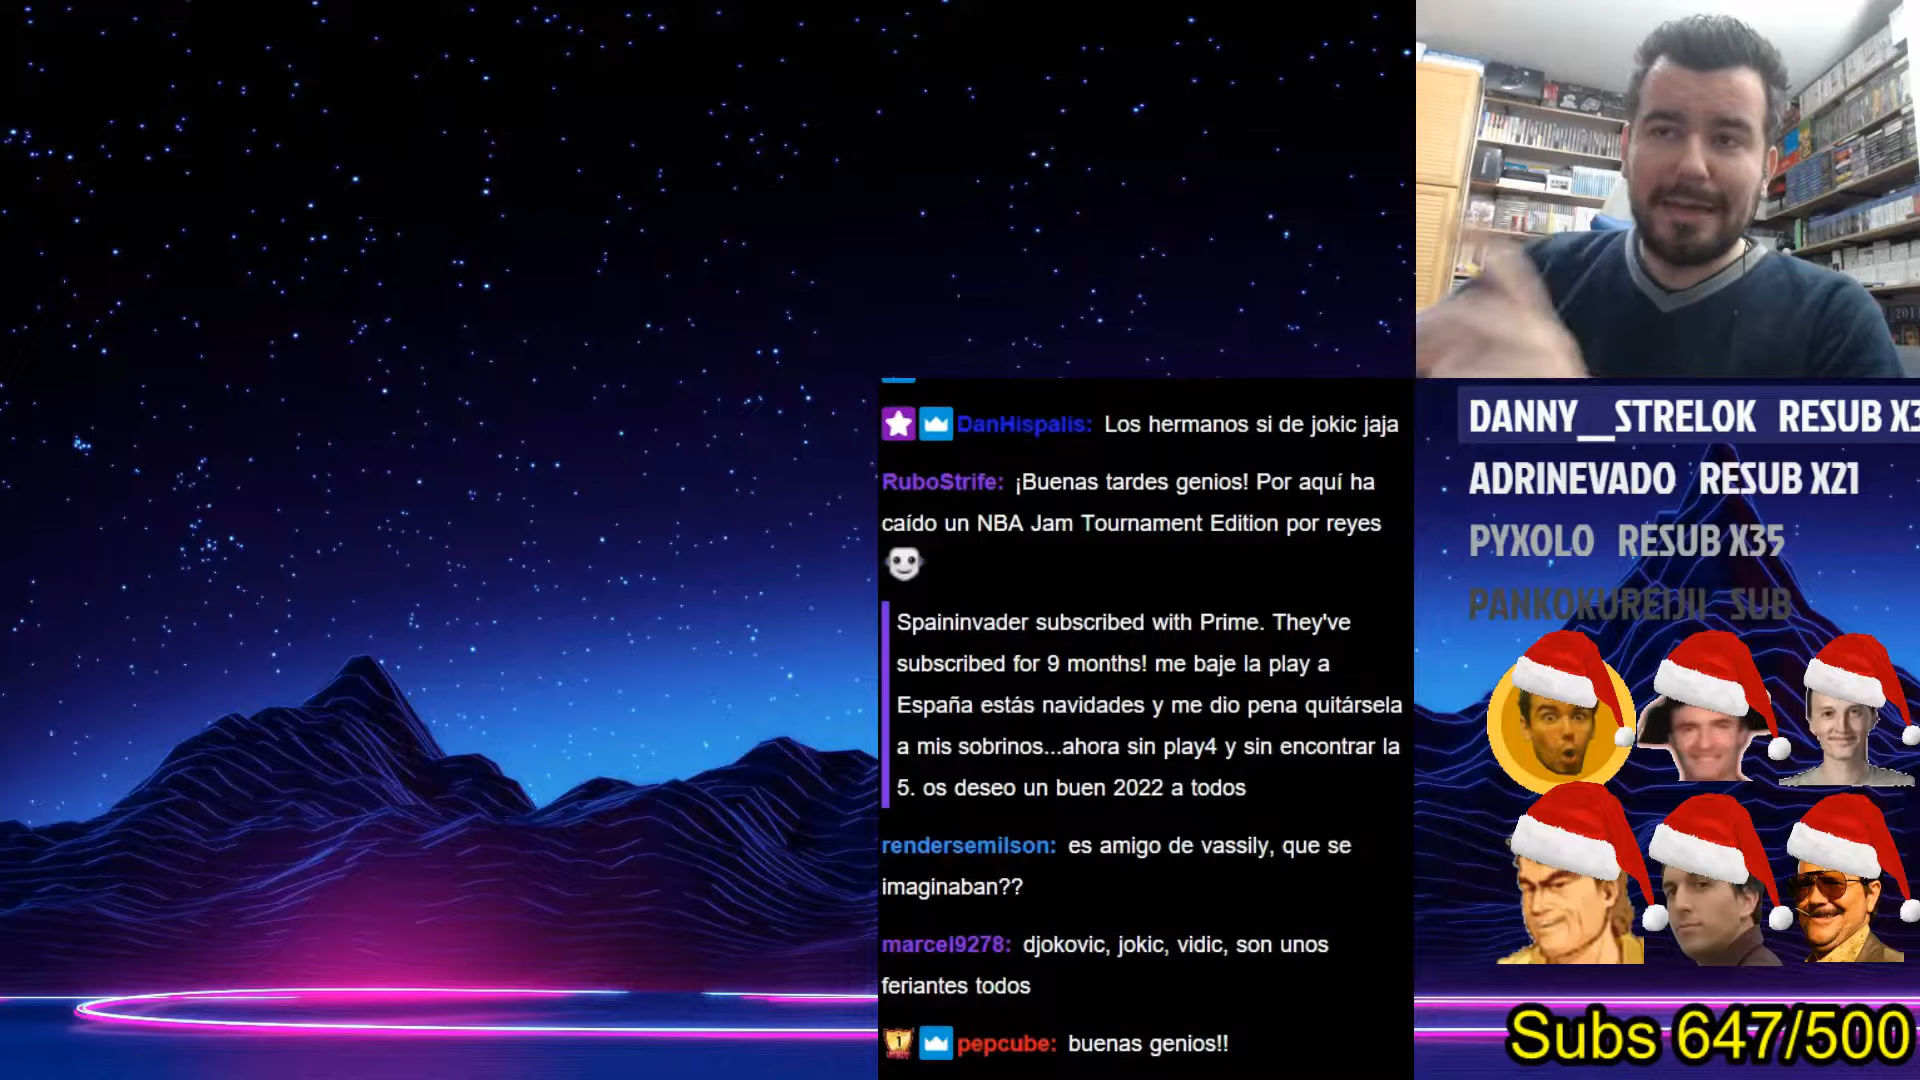 DanHispalis: Los hermanos si de jokic jaja
RuboStrife: ¡Buenas tardes genios! Por aquí ha
caído un NBA Jam Tournament Edition por reyes
Spaininvader subscribed with Prime. They've
subscribed for 9 months! me baje la play a
España estás navidades y me dio pena quitársela
a mis sobrinos...ahora sin play4 y sin encontrar la
5. os deseo un buen 2022 a todos
rendersemilson: es amigo de vassily, que se
imaginaban??
marcel9278: djokovic, jokic, vidic, son unos
feriantes todos
1
pepcube: buenas genios!!
DANNY__STRELOK RESUB X3
ADRINEVADO RESUB X21
PYXOLO RESUB X35
PANKOKUREIJII SUB
Subs 647/500